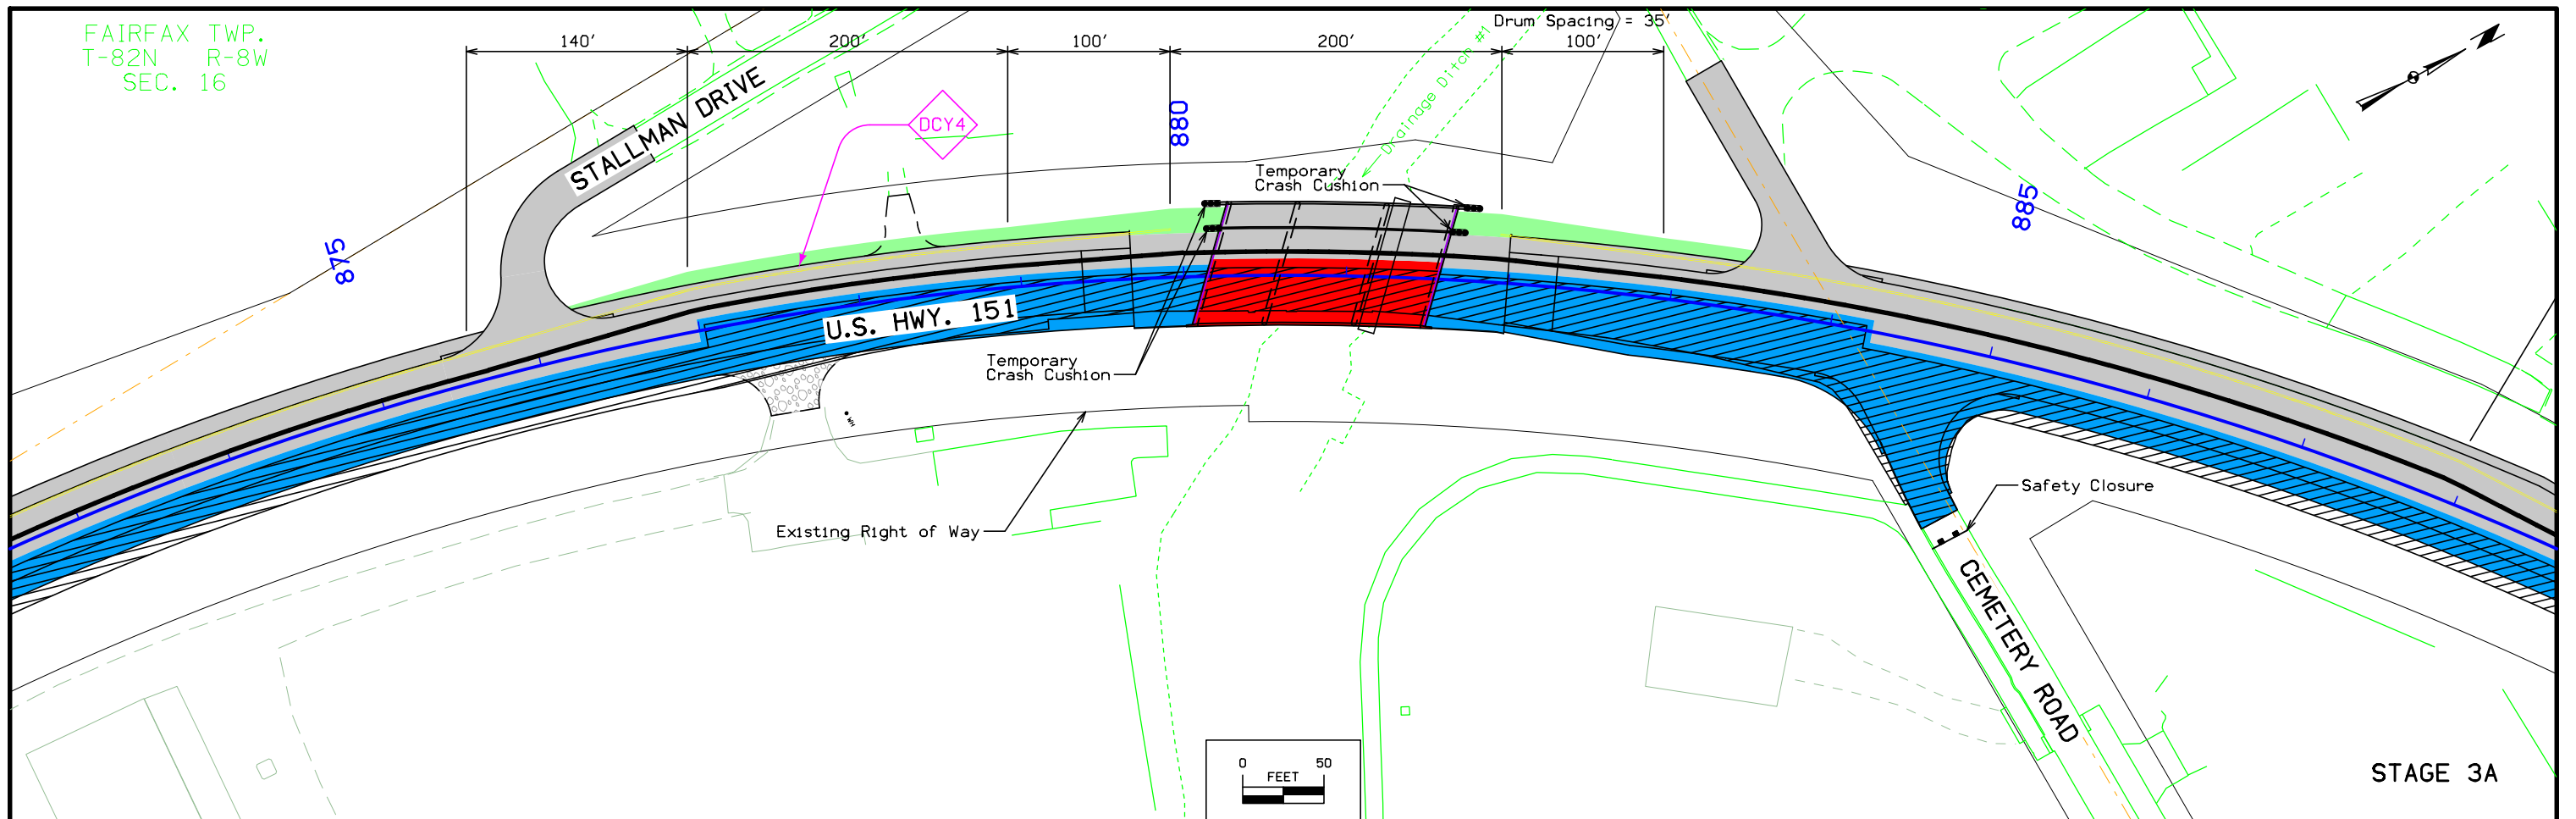 FAIRFAX TWP.
T-82N R-8W
SEC. 16
Drum Spacing = 35'
140'
200'
100'
200'
100'
STALLMAN DRIVE
DCY4
880
Drainage Ditch #1
Temporary
Crash Cushion
875
885
U.S. HWY. 151
Temporary
Crash Cushion
WH
Existing Right of Way
Safety Closure
CEMETERY ROAD
0 50
FEET
STAGE 3A
N